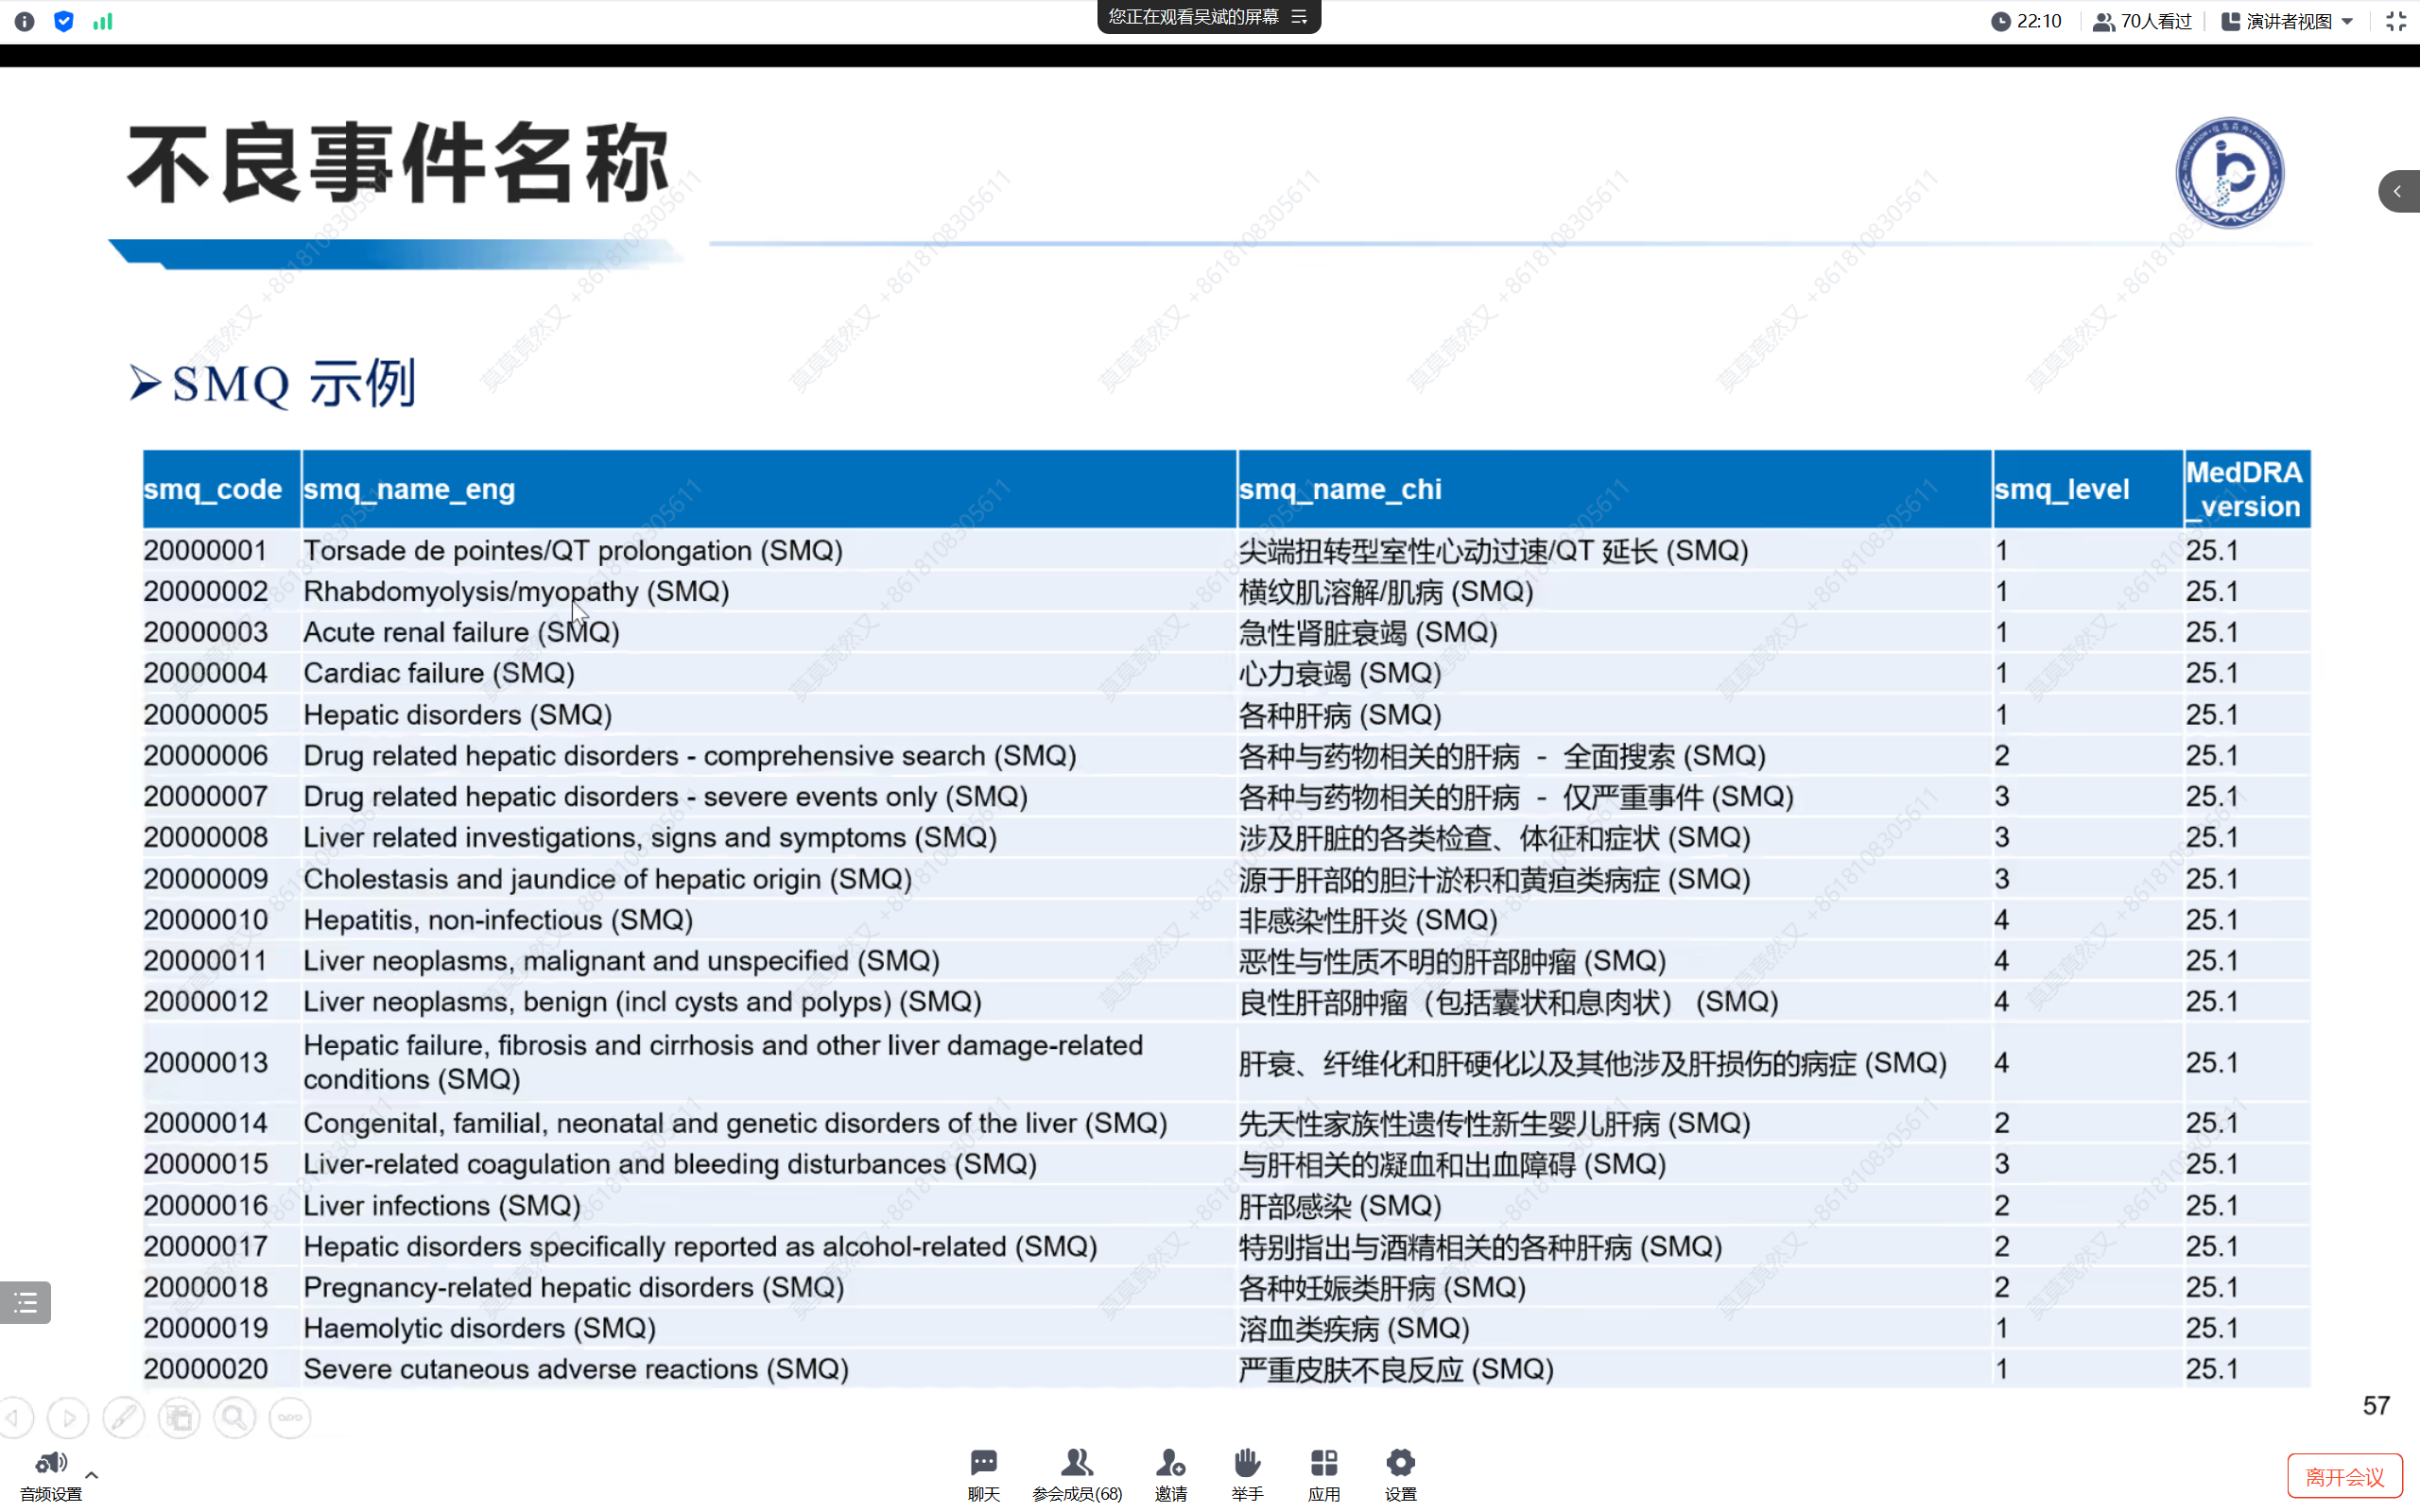 您正在观看吴斌的屏幕
22:10
70人看过
演讲者视图
不良事件名称
SMQ 示例
smq_code smq_name_eng smq_name_chi smq_level MedDRA_version
20000001 Torsade de pointes/QT prolongation (SMQ) 尖端扭转型室性心动过速/QT 延长 (SMQ) 1 25.1
20000002 Rhabdomyolysis/myopathy (SMQ) 横纹肌溶解/肌病 (SMQ) 1 25.1
20000003 Acute renal failure (SMQ) 急性肾脏衰竭 (SMQ) 1 25.1
20000004 Cardiac failure (SMQ) 心力衰竭 (SMQ) 1 25.1
20000005 Hepatic disorders (SMQ) 各种肝病 (SMQ) 1 25.1
20000006 Drug related hepatic disorders - comprehensive search (SMQ) 各种与药物相关的肝病 - 全面搜索 (SMQ) 2 25.1
20000007 Drug related hepatic disorders - severe events only (SMQ) 各种与药物相关的肝病 - 仅严重事件 (SMQ) 3 25.1
20000008 Liver related investigations, signs and symptoms (SMQ) 涉及肝脏的各类检查、体征和症状 (SMQ) 3 25.1
20000009 Cholestasis and jaundice of hepatic origin (SMQ) 源于肝部的胆汁淤积和黄疸类病症 (SMQ) 3 25.1
20000010 Hepatitis, non-infectious (SMQ) 非感染性肝炎 (SMQ) 4 25.1
20000011 Liver neoplasms, malignant and unspecified (SMQ) 恶性与性质不明的肝部肿瘤 (SMQ) 4 25.1
20000012 Liver neoplasms, benign (incl cysts and polyps) (SMQ) 良性肝部肿瘤（包括囊状和息肉状） (SMQ) 4 25.1
20000013 Hepatic failure, fibrosis and cirrhosis and other liver damage-related conditions (SMQ) 肝衰、纤维化和肝硬化以及其他涉及肝损伤的病症 (SMQ) 4 25.1
20000014 Congenital, familial, neonatal and genetic disorders of the liver (SMQ) 先天性家族性遗传性新生婴儿肝病 (SMQ) 2 25.1
20000015 Liver-related coagulation and bleeding disturbances (SMQ) 与肝相关的凝血和出血障碍 (SMQ) 3 25.1
20000016 Liver infections (SMQ) 肝部感染 (SMQ) 2 25.1
20000017 Hepatic disorders specifically reported as alcohol-related (SMQ) 特别指出与酒精相关的各种肝病 (SMQ) 2 25.1
20000018 Pregnancy-related hepatic disorders (SMQ) 各种妊娠类肝病 (SMQ) 2 25.1
20000019 Haemolytic disorders (SMQ) 溶血类疾病 (SMQ) 1 25.1
20000020 Severe cutaneous adverse reactions (SMQ) 严重皮肤不良反应 (SMQ) 1 25.1
57
音频设置
聊天
参会成员(68)
邀请
举手
应用
设置
离开会议